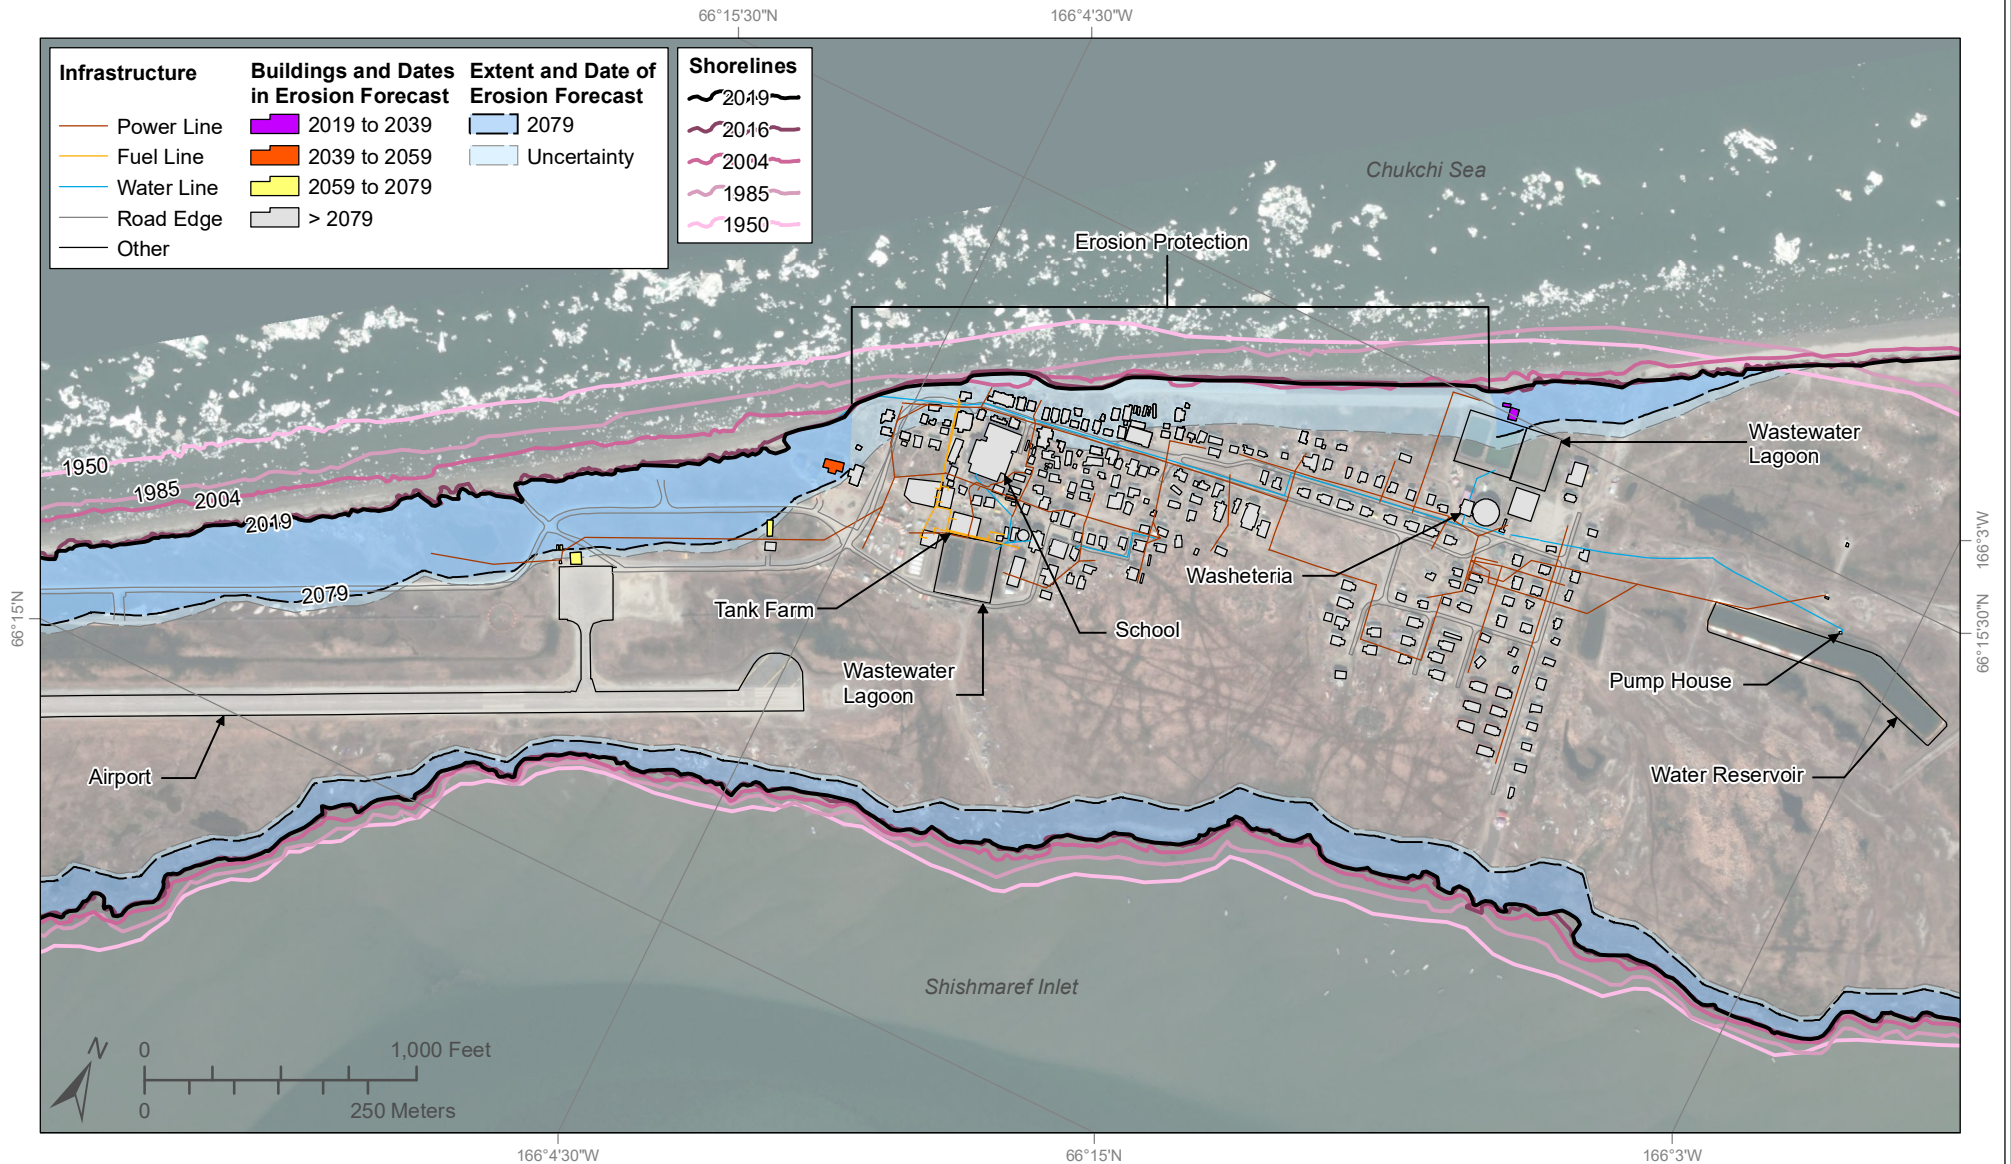 66°15'30"N
166°4'30"W
Infrastructure
Power Line
Fuel Line
Water Line
Road Edge
Other
Buildings and Dates
in Erosion Forecast
2019 to 2039
2039 to 2059
2059 to 2079
> 2079
Extent and Date of
Erosion Forecast
2079
Uncertainty
Shorelines
2019
2016
2004
1985
1950
Chukchi Sea
Erosion Protection
Wastewater
Lagoon
1950
1985
2004
2019
2079
Washeteria
Tank Farm
School
Wastewater
Lagoon
Pump House
Water Reservoir
Airport
Shishmaref Inlet
N
0
1,000 Feet
0
250 Meters
66°15'N
166°3'W
66°15'30"N
166°4'30"W
66°15'N
166°3'W